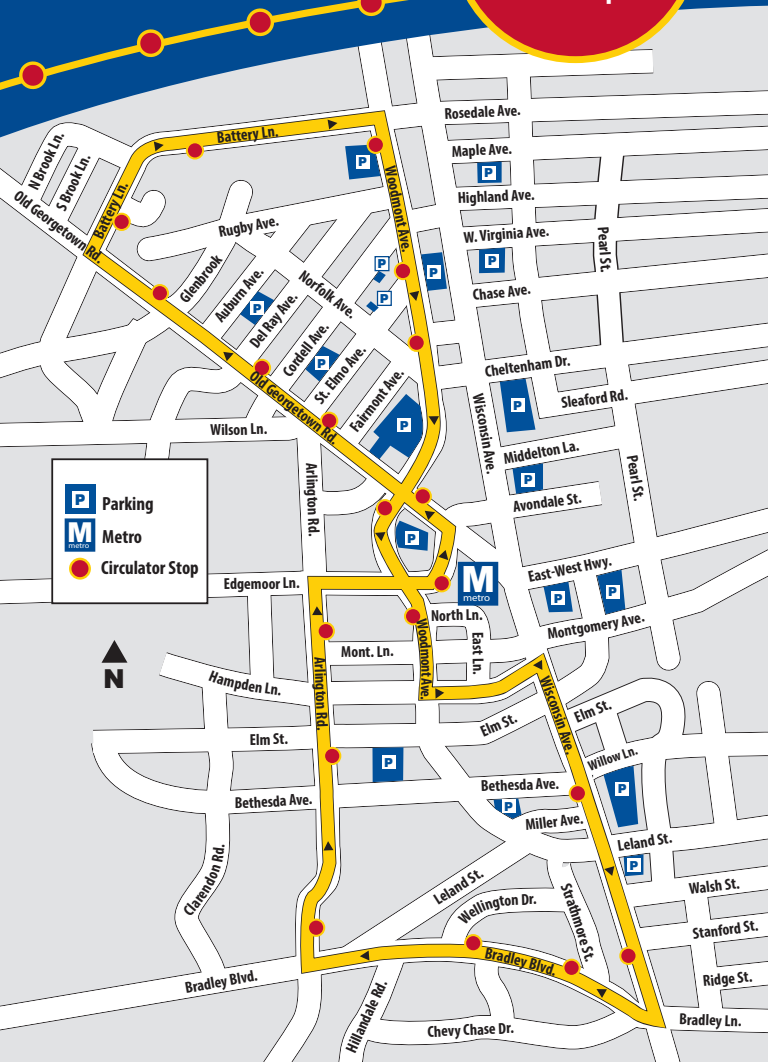 Rosedale Ave.
Battery Ln.
Maple Ave.
N Brook Ln.
S Brook Ln.
P
P
Woodmont Ave.
Highland Ave.
Battery Ln.
Old Georgetown Rd.
Rugby Ave.
W. Virginia Ave.
Pearl St.
P
P
P
Glenbrook
Auburn Ave.
Norfolk Ave.
Chase Ave.
P
P
Del Ray Ave.
Cordell Ave.
P
St. Elmo Ave.
Cheltenham Dr.
Old Georgetown Rd.
Fairmont Ave.
P
Sleaford Rd.
Wisconsin Ave.
P
Wilson Ln.
Middelton La.
Arlington Rd.
P
Pearl St.
Avondale St.
P
Parking
M
metro
Metro
Circulator Stop
P
East-West Hwy.
M
metro
Edgemoor Ln.
P
P
North Ln.
Montgomery Ave.
Woodmont Ave.
East Ln.
Mont. Ln.
N
Hampden Ln.
Arlington Rd.
Wisconsin Ave.
Elm St.
Elm St.
Elm St.
Willow Ln.
P
Bethesda Ave.
P
Bethesda Ave.
P
Miller Ave.
Leland St.
P
Clarendon Rd.
Leland St.
Walsh St.
Wellington Dr.
Strathmore St.
Stanford St.
Bradley Blvd.
Bradley Blvd.
Ridge St.
Hillandale Rd.
Chevy Chase Dr.
Bradley Ln.